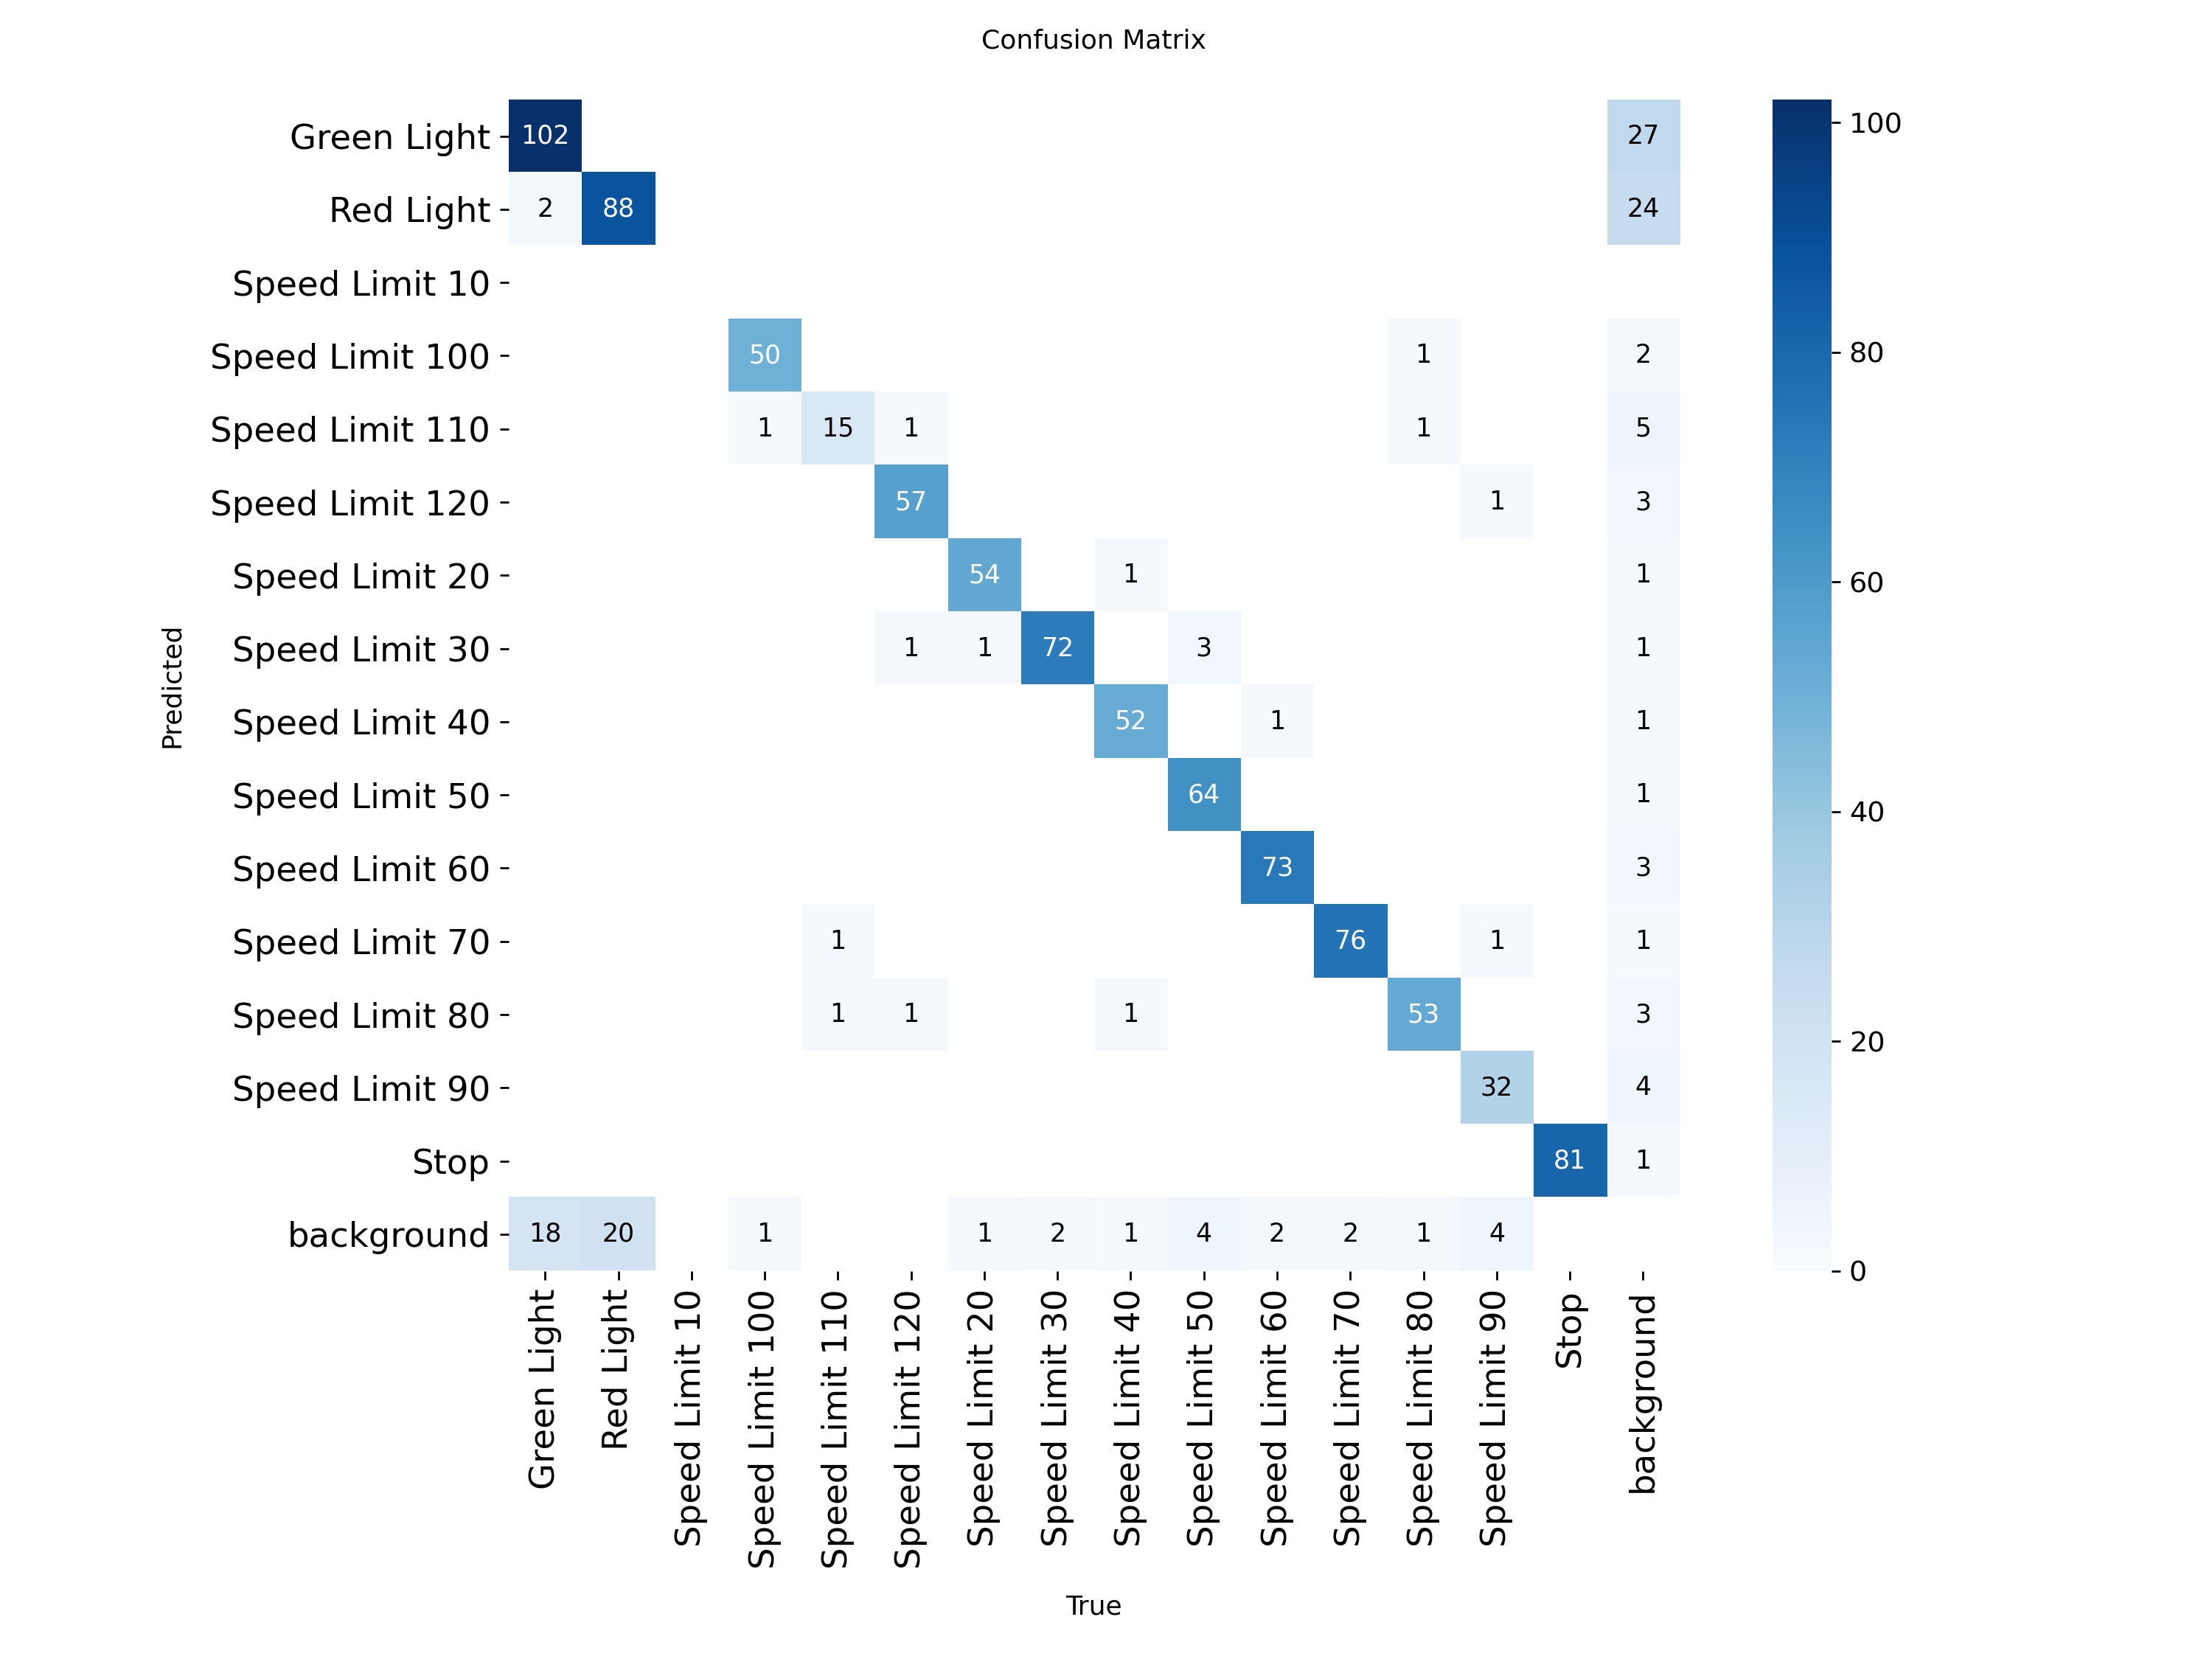 Confusion Matrix
Green Light 102 27
Red Light 2 88 24
Speed Limit 10
Speed Limit 100 50 1 2
Speed Limit 110 1 15 1 1 5
Speed Limit 120 57 1 3
Speed Limit 20 54 1 1
Speed Limit 30 1 1 72 3 1
Speed Limit 40 52 1 1
Speed Limit 50 64 1
Speed Limit 60 73 3
Speed Limit 70 1 76 1 1
Speed Limit 80 1 1 1 53 3
Speed Limit 90 32 4
Stop 81 1
background 18 20 1 1 2 1 4 2 2 1 4
Predicted
Green Light
Red Light
Speed Limit 10
Speed Limit 100
Speed Limit 110
Speed Limit 120
Speed Limit 20
Speed Limit 30
Speed Limit 40
Speed Limit 50
Speed Limit 60
Speed Limit 70
Speed Limit 80
Speed Limit 90
Stop
background
True
100
80
60
40
20
0